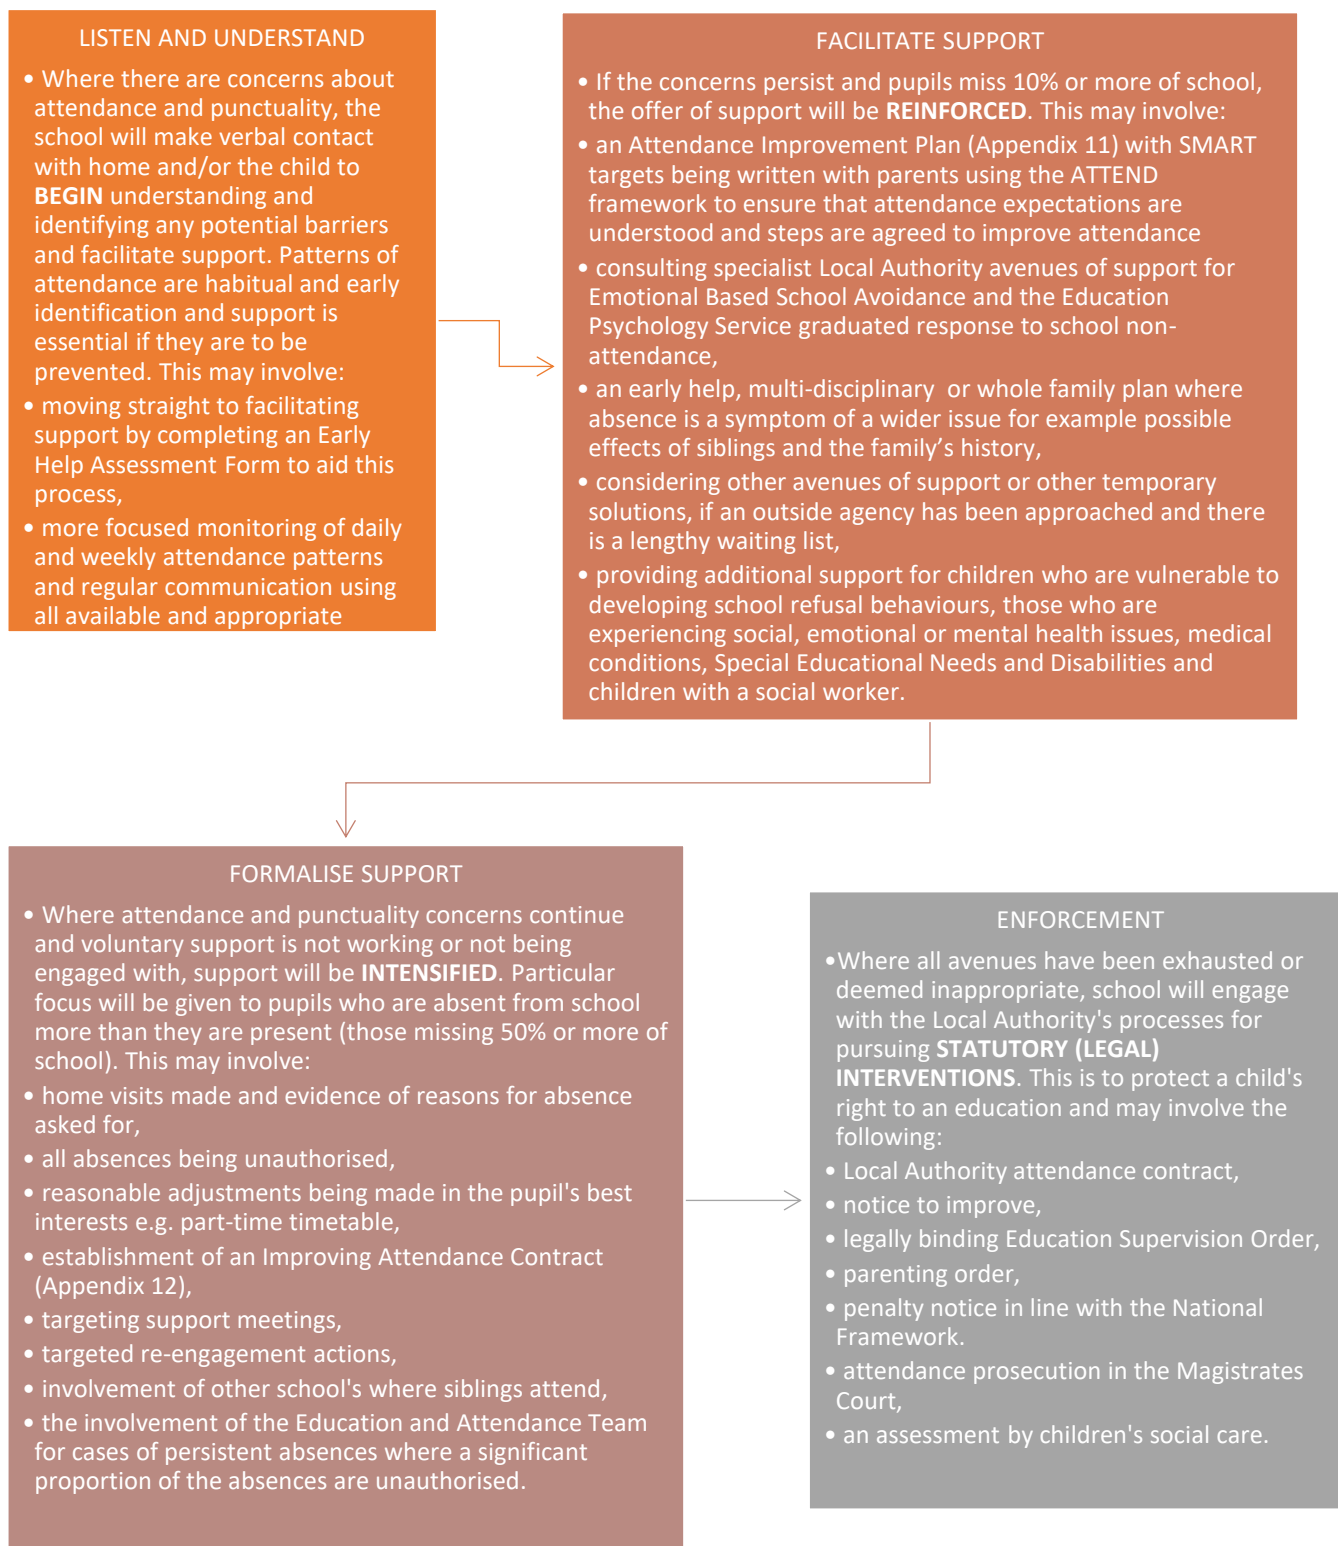 LISTEN AND UNDERSTAND
• Where there are concerns about
attendance and punctuality, the
school will make verbal contact
with home and/or the child to
BEGIN understanding and
identifying any potential barriers
and facilitate support. Patterns of
attendance are habitual and early
identification and support is
essential if they are to be
prevented. This may involve:
• moving straight to facilitating
support by completing an Early
Help Assessment Form to aid this
process,
• more focused monitoring of daily
and weekly attendance patterns
and regular communication using
all available and appropriate
FACILITATE SUPPORT
• If the concerns persist and pupils miss 10% or more of school,
the offer of support will be REINFORCED. This may involve:
• an Attendance Improvement Plan (Appendix 11) with SMART
targets being written with parents using the ATTEND
framework to ensure that attendance expectations are
understood and steps are agreed to improve attendance
• consulting specialist Local Authority avenues of support for
Emotional Based School Avoidance and the Education
Psychology Service graduated response to school non-
attendance,
• an early help, multi-disciplinary or whole family plan where
absence is a symptom of a wider issue for example possible
effects of siblings and the family's history,
• considering other avenues of support or other temporary
solutions, if an outside agency has been approached and there
is a lengthy waiting list,
• providing additional support for children who are vulnerable to
developing school refusal behaviours, those who are
experiencing social, emotional or mental health issues, medical
conditions, Special Educational Needs and Disabilities and
children with a social worker.
FORMALISE SUPPORT
• Where attendance and punctuality concerns continue
and voluntary support is not working or not being
engaged with, support will be INTENSIFIED. Particular
focus will be given to pupils who are absent from school
more than they are present (those missing 50% or more of
school). This may involve:
• home visits made and evidence of reasons for absence
asked for,
• all absences being unauthorised,
• reasonable adjustments being made in the pupil's best
interests e.g. part-time timetable,
• establishment of an Improving Attendance Contract
(Appendix 12),
• targeting support meetings,
• targeted re-engagement actions,
• involvement of other school's where siblings attend,
• the involvement of the Education and Attendance Team
for cases of persistent absences where a significant
proportion of the absences are unauthorised.
ENFORCEMENT
•Where all avenues have been exhausted or
deemed inappropriate, school will engage
with the Local Authority's processes for
pursuing STATUTORY (LEGAL)
INTERVENTIONS. This is to protect a child's
right to an education and may involve the
following:
• Local Authority attendance contract,
• notice to improve,
• legally binding Education Supervision Order,
• parenting order,
• penalty notice in line with the National
Framework.
• attendance prosecution in the Magistrates
Court,
• an assessment by children's social care.